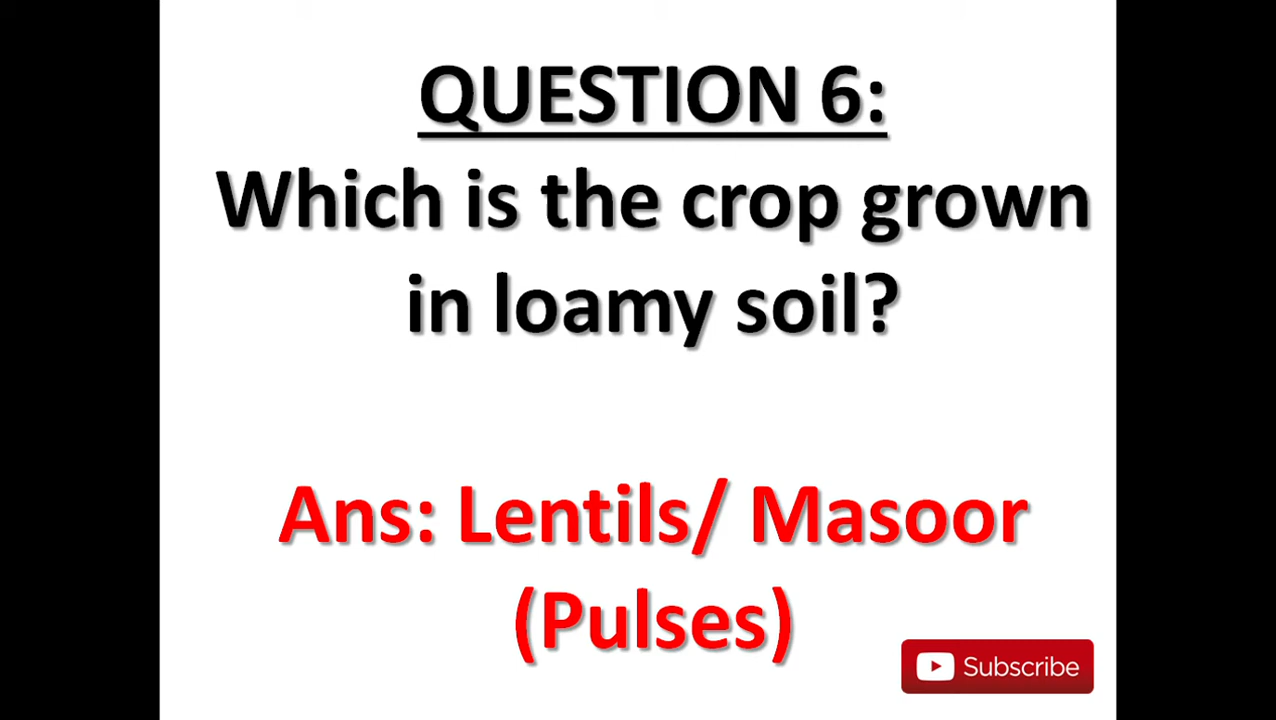 QUESTION 6:
Which is the crop grown
in loamy soil?
Ans: Lentils/ Masoor
(Pulses)
Subscribe